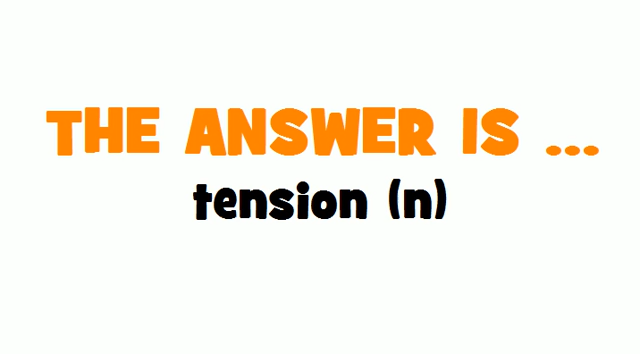 THE ANSWER IS ...
tension (n)